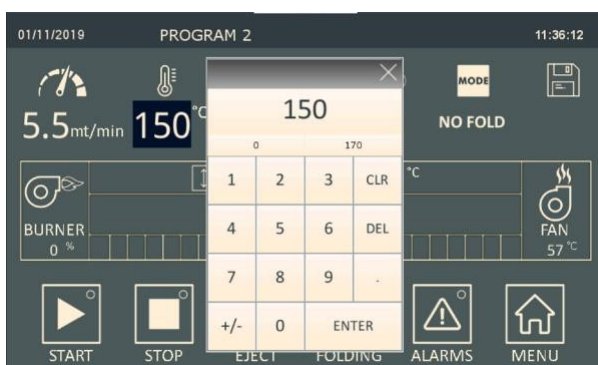 01/11/2019 PROGRAM 2 11:36:12
5.5 mt/min 150 °C
MODE
NO FOLD
150
0 170
1 2 3 CLR
4 5 6 DEL
7 8 9 .
+/- 0 ENTER
°C
BURNER
0 %
FAN
57 °C
START STOP EJECT FOLDING ALARMS MENU